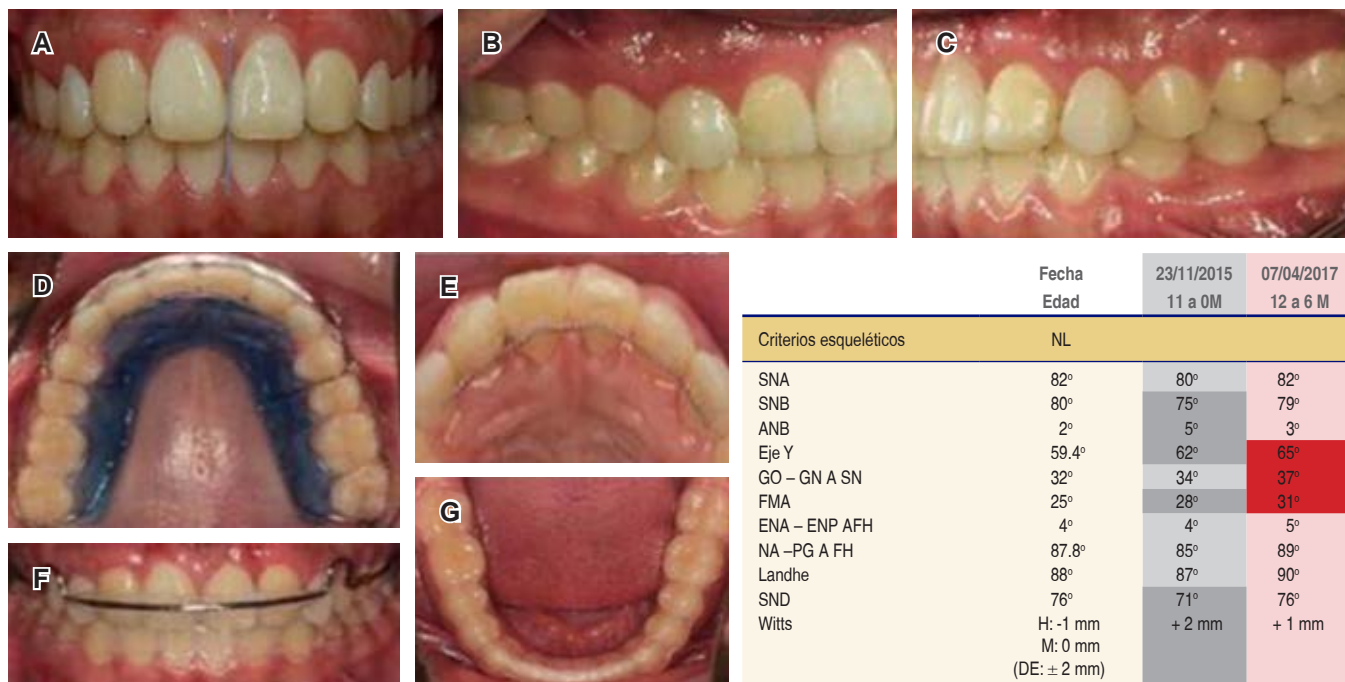 A
B
C
D
E
F
G
Fecha 23/11/2015 07/04/2017
Edad 11 a 0M 12 a 6 M
Criterios esqueléticos NL
SNA 82º 80º 82º
SNB 80º 75º 79º
ANB 2º 5º 3º
Eje Y 59.4º 62º 65º
GO – GN A SN 32º 34º 37º
FMA 25º 28º 31º
ENA – ENP AFH 4º 4º 5º
NA –PG A FH 87.8º 85º 89º
Landhe 88º 87º 90º
SND 76º 71º 76º
Witts H: -1 mm + 2 mm + 1 mm
M: 0 mm
(DE: ± 2 mm)